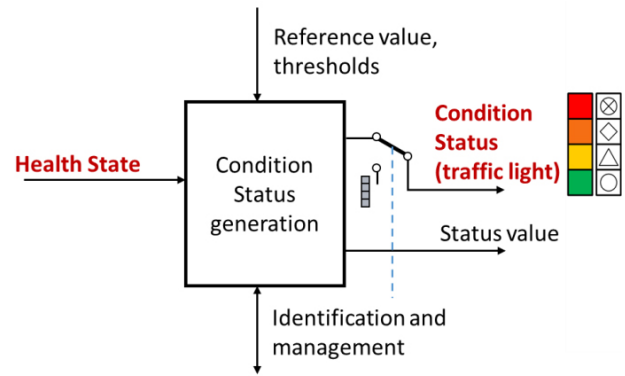 Reference value,
thresholds
Condition
Status
(traffic light)
Health State
Condition
Status
generation
Status value
Identification and
management